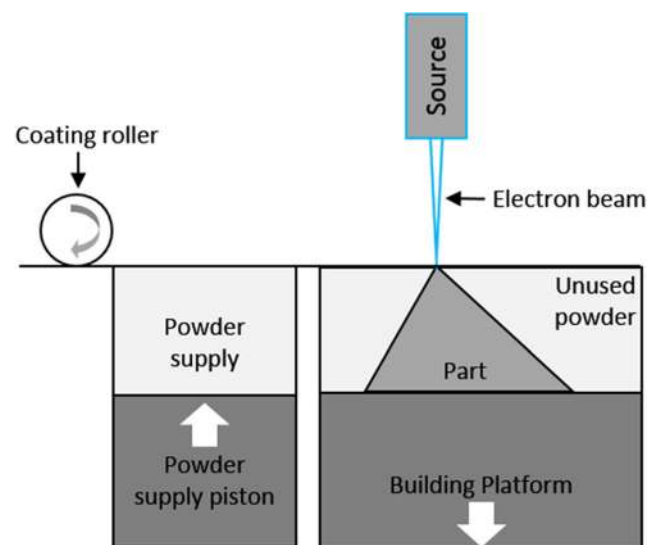 Source
Coating roller
Electron beam
Unused
powder
Powder
supply
Part
Powder
supply piston
Building Platform